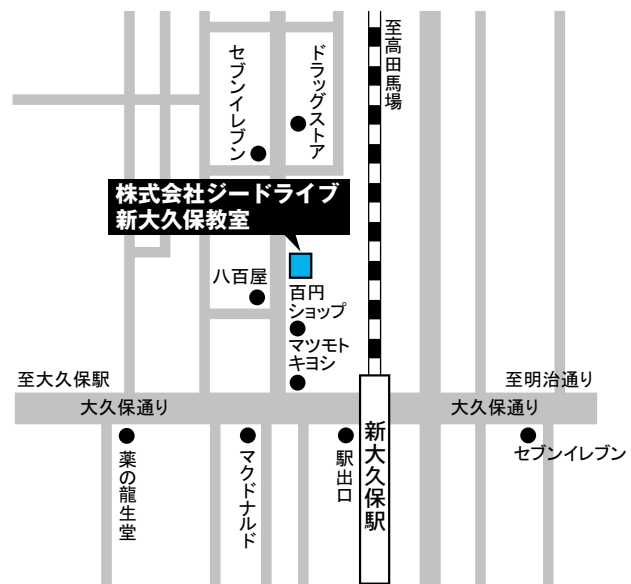 至高田馬場
セブンイレブン
ドラッグストア
株式会社ジードライブ
新大久保教室
八百屋
百円
ショップ
マツモト
キヨシ
至大久保駅
至明治通り
大久保通り
大久保通り
新大久保駅
薬の龍生堂
マクドナルド
駅出口
セブンイレブン